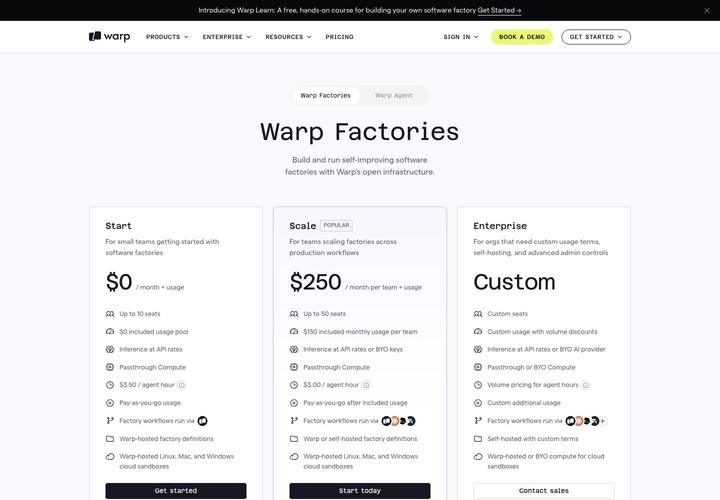 Introducing Warp Learn: A free, hands-on course for building your own software factory Get Started →
warp
PRODUCTS
ENTERPRISE
RESOURCES
PRICING
SIGN IN
BOOK A DEMO
GET STARTED
Warp Factories
Warp Agent
Warp Factories
Build and run self-improving software
factories with Warp's open infrastructure.
Start
For small teams getting started with
software factories
$0 / month + usage
Up to 10 seats
$0 included usage pool
Inference at API rates
Passthrough Compute
$3.50 / agent hour
Pay-as-you-go usage
Factory workflows run via
Warp-hosted factory definitions
Warp-hosted Linux, Mac, and Windows
cloud sandboxes
Get started
Scale POPULAR
For teams scaling factories across
production workflows
$250 / month per team + usage
Up to 50 seats
$150 included monthly usage per team
Inference at API rates or BYO keys
Passthrough Compute
$3.00 / agent hour
Pay-as-you-go after included usage
Factory workflows run via
Warp or self-hosted factory definitions
Warp-hosted Linux, Mac, and Windows
cloud sandboxes
Start today
Enterprise
For orgs that need custom usage terms,
self-hosting, and advanced admin controls
Custom
Custom seats
Custom usage with volume discounts
Inference at API rates or BYO AI provider
Passthrough or BYO Compute
Volume pricing for agent hours
Custom additional usage
Factory workflows run via
Self-hosted with custom terms
Warp-hosted or BYO compute for cloud
sandboxes
Contact sales